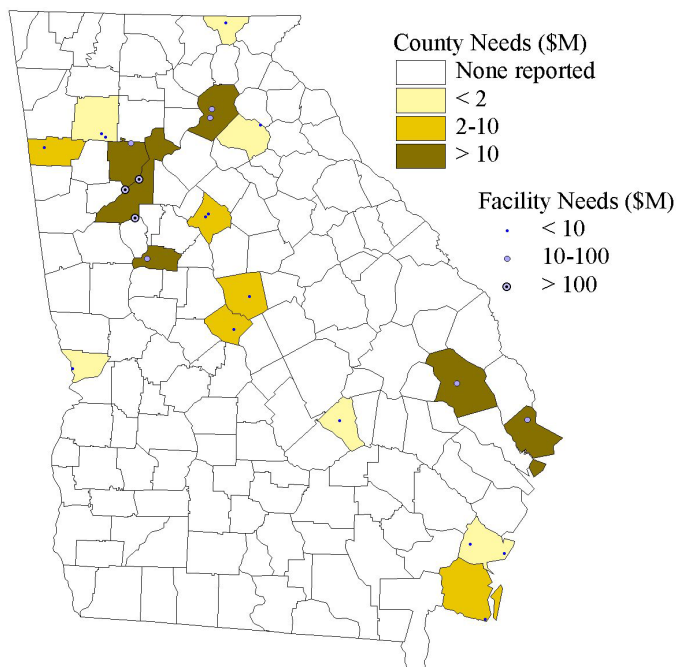 County Needs ($M)
None reported
< 2
2-10
> 10
Facility Needs ($M)
< 10
10-100
> 100